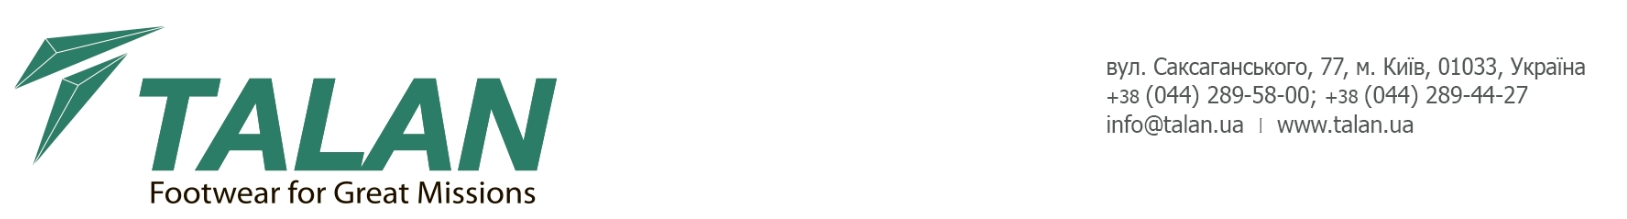 TALAN
Footwear for Great Missions
вул. Саксаганського, 77, м. Київ, 01033, Україна
+38 (044) 289-58-00; +38 (044) 289-44-27
info@talan.ua | www.talan.ua